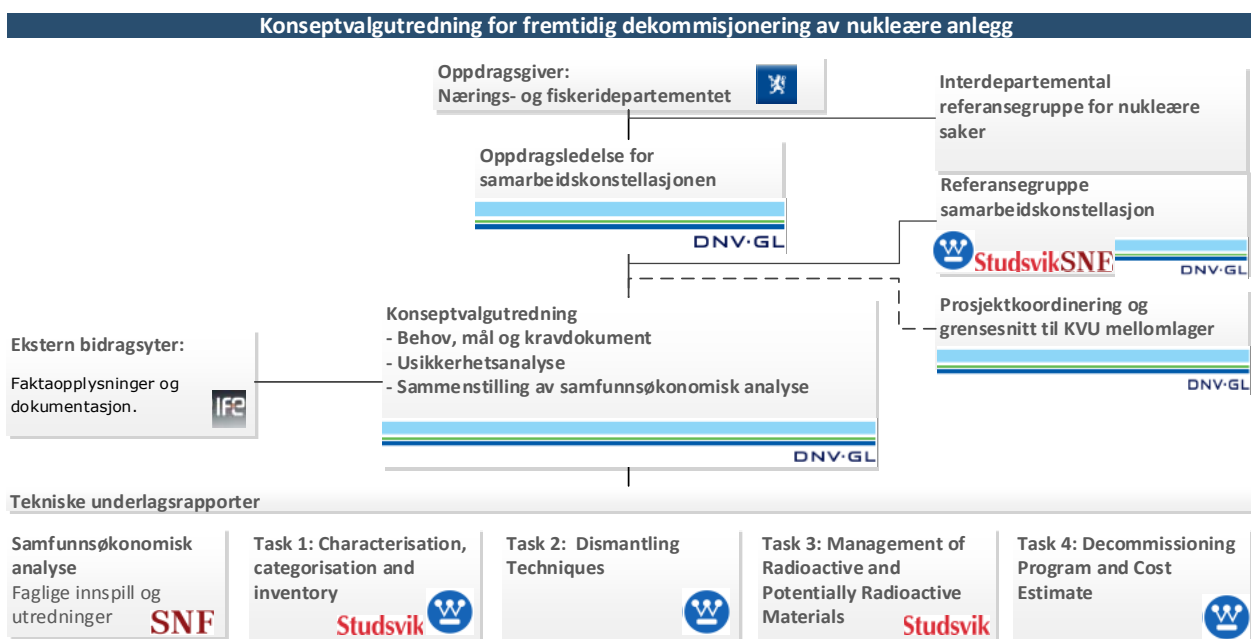 Konseptvalgutredning for fremtidig dekommisjonering av nukleære anlegg
Oppdragsgiver:
Nærings- og fiskeridepartementet
Interdepartemental
referansegruppe for nukleære
saker
Oppdragsledelse for
samarbeidskonstellasjonen
DNV·GL
Referansegruppe
samarbeidskonstellasjon
W StudsvikSNF DNV·GL
Prosjektkoordinering og
grensesnitt til KVU mellomlager
DNV·GL
Konseptvalgutredning
- Behov, mål og kravdokument
- Usikkerhetsanalyse
- Sammenstilling av samfunnsøkonomisk analyse
DNV·GL
Ekstern bidragsyter:
Faktaopplysninger og
dokumentasjon.
IFE
Tekniske underlagsrapporter
Samfunnsøkonomisk
analyse
Faglige innspill og
utredninger SNF
Task 1: Characterisation,
categorisation and
inventory
Studsvik W
Task 2: Dismantling
Techniques
W
Task 3: Management of
Radioactive and
Potentially Radioactive
Materials Studsvik
Task 4: Decommissioning
Program and Cost
Estimate
W